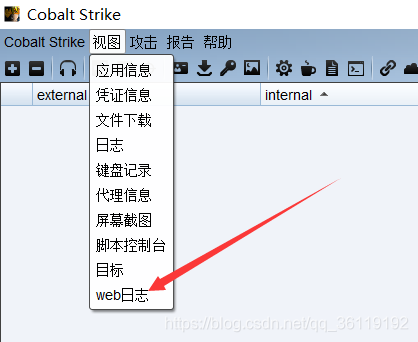 Cobalt Strike
Cobalt Strike 视图 攻击 报告 帮助
external
internal
应用信息
凭证信息
文件下载
日志
键盘记录
代理信息
屏幕截图
脚本控制台
目标
web日志
https://blog.csdn.net/qq_36119192